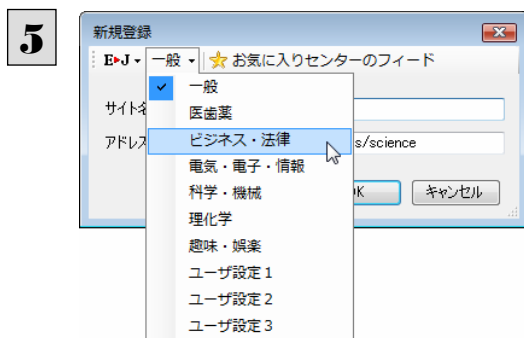 5
新規登録
E▶J 一般 お気に入りセンターのフィード
一般
サイト名
医歯薬
アドレス
ビジネス・法律
s/science
電気・電子・情報
科学・機械
OK キャンセル
理化学
趣味・娯楽
ユーザ設定1
ユーザ設定2
ユーザ設定3